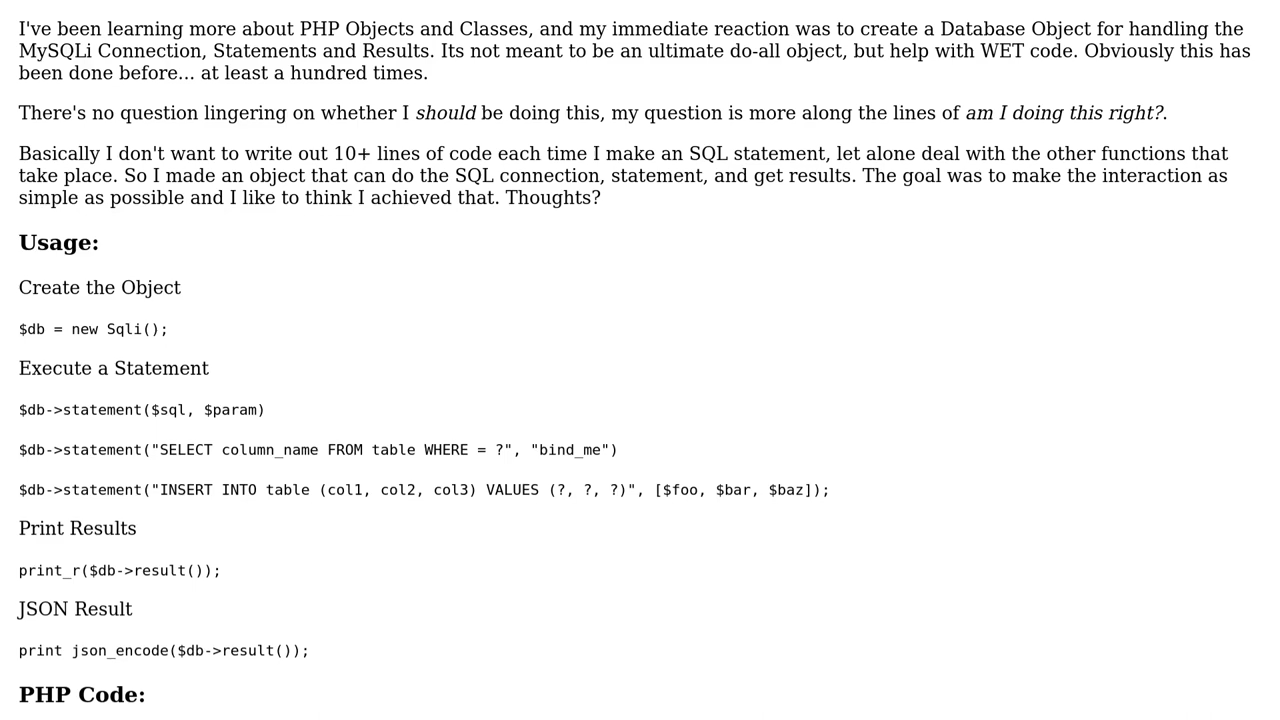 I've been learning more about PHP Objects and Classes, and my immediate reaction was to create a Database Object for handling the
MySQLi Connection, Statements and Results. Its not meant to be an ultimate do-all object, but help with WET code. Obviously this has
been done before... at least a hundred times.
There's no question lingering on whether I should be doing this, my question is more along the lines of am I doing this right?.
Basically I don't want to write out 10+ lines of code each time I make an SQL statement, let alone deal with the other functions that
take place. So I made an object that can do the SQL connection, statement, and get results. The goal was to make the interaction as
simple as possible and I like to think I achieved that. Thoughts?
Usage:
Create the Object
$db = new Sqli();
Execute a Statement
$db->statement($sql, $param)
$db->statement("SELECT column_name FROM table WHERE = ?", "bind_me")
$db->statement("INSERT INTO table (col1, col2, col3) VALUES (?, ?, ?)", [$foo, $bar, $baz]);
Print Results
print_r($db->result());
JSON Result
print json_encode($db->result());
PHP Code: